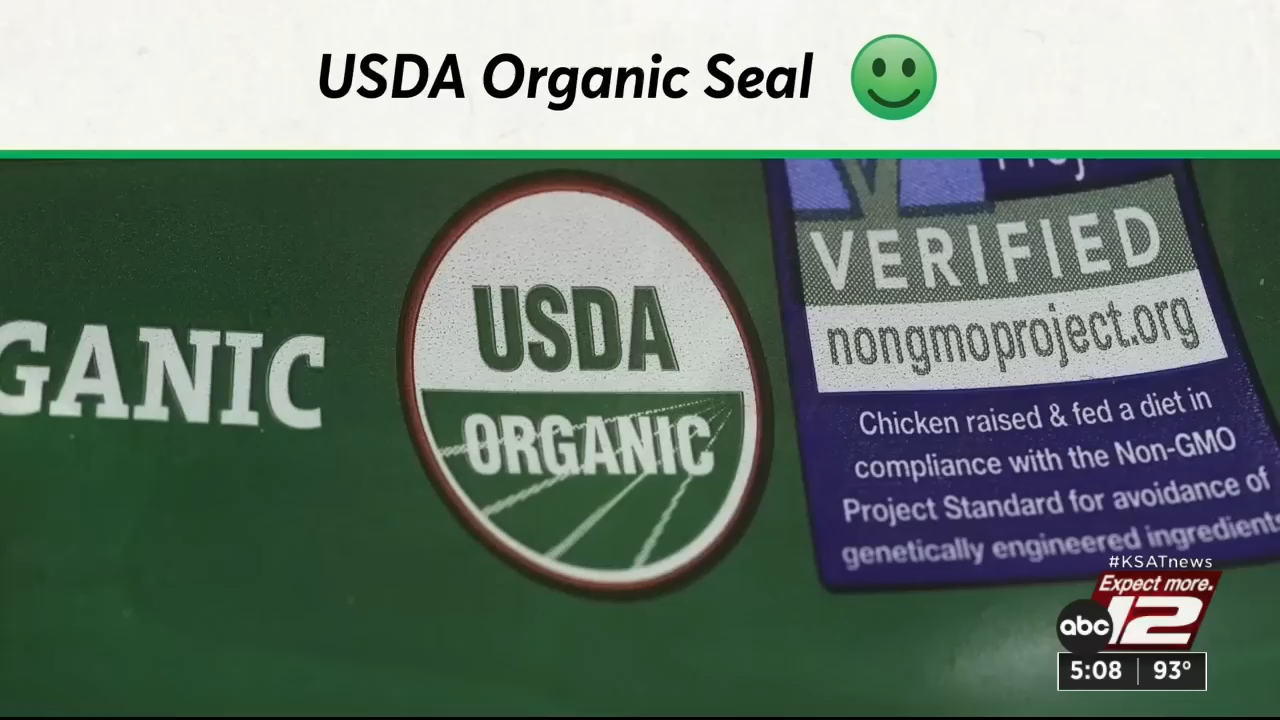 USDA Organic Seal
GANIC
USDA
ORGANIC
VERIFIED
nongmoproject.org
Chicken raised & fed a diet in
compliance with the Non-GMO
Project Standard for avoidance of
genetically engineered ingredients
#KSATnews
Expect more.
abc 12
5:08 93°